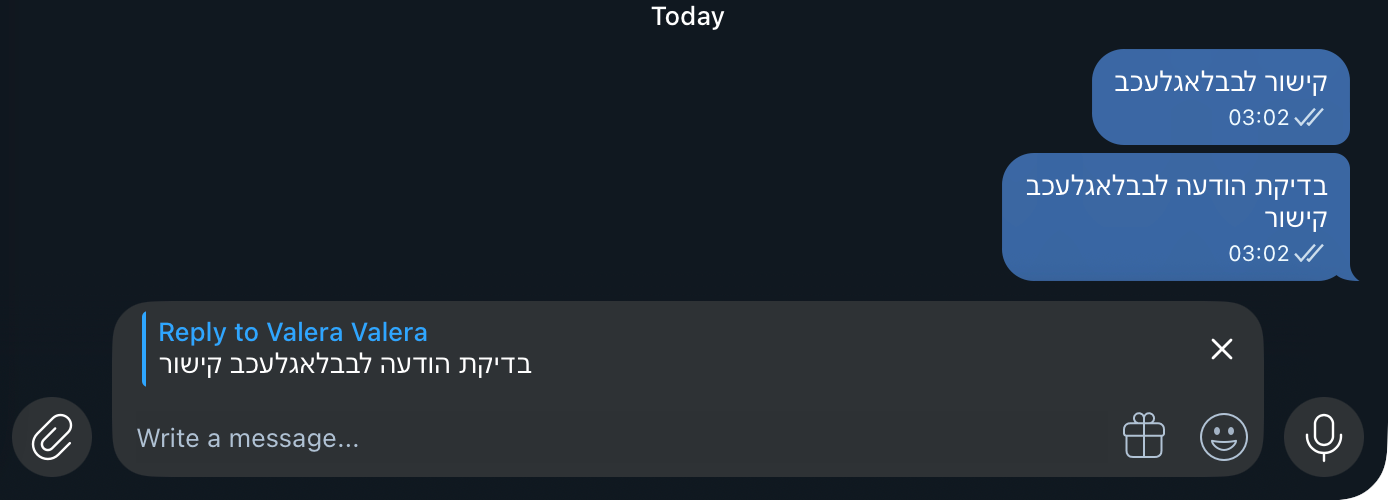 Today
קישור לבבלאגלעכב
03:02
בדיקת הודעה לבבלאגלעכב
קישור
03:02
Reply to Valera Valera
בדיקת הודעה לבבלאגלעכב קישור
Write a message...